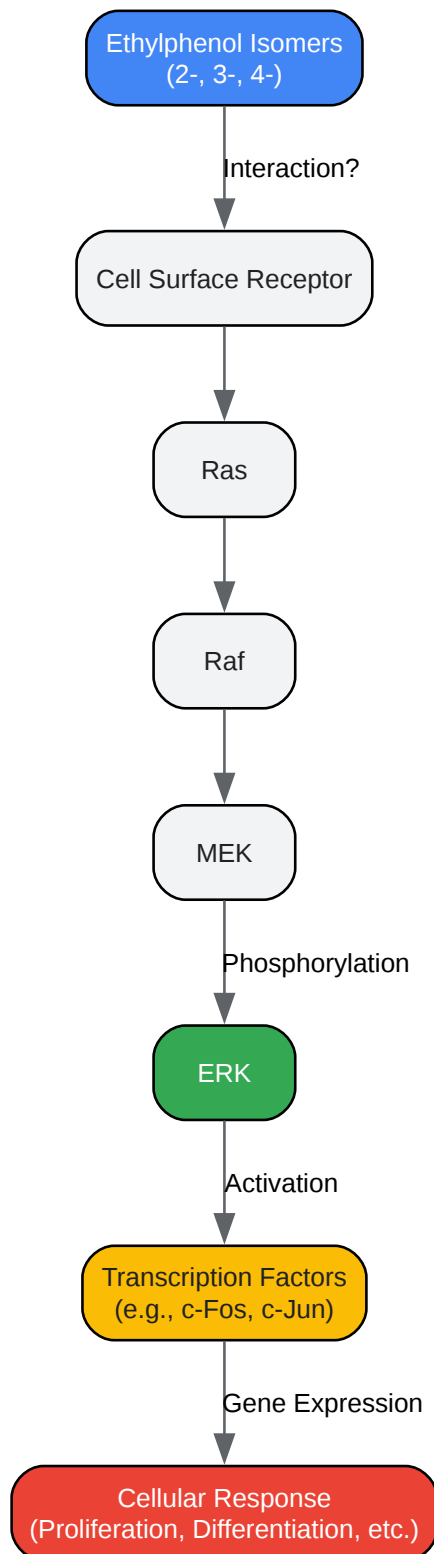 Ethylphenol Isomers
(2-, 3-, 4-)
Interaction?
Cell Surface Receptor
Ras
Raf
MEK
Phosphorylation
ERK
Activation
Transcription Factors
(e.g., c-Fos, c-Jun)
Gene Expression
Cellular Response
(Proliferation, Differentiation, etc.)